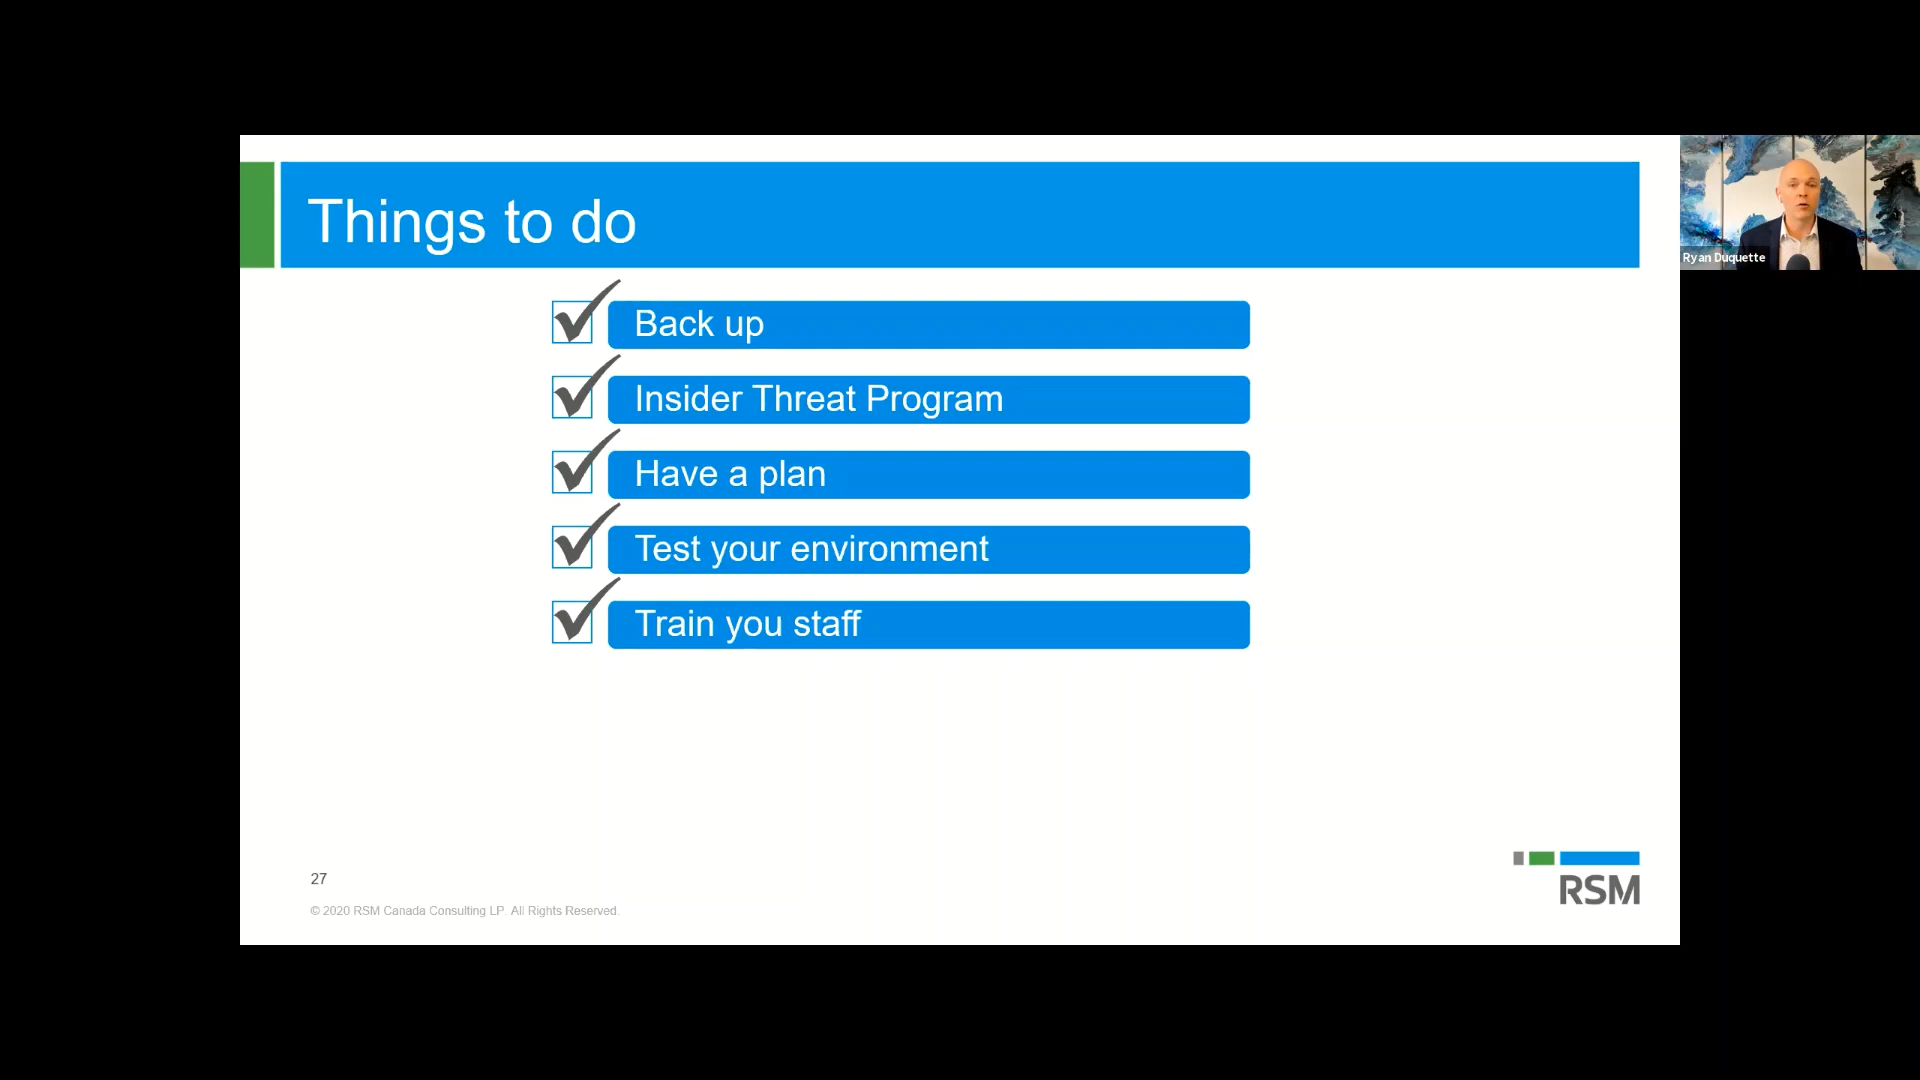 Things to do
Ryan Duquette
Back up
Insider Threat Program
Have a plan
Test your environment
Train you staff
27
© 2020 RSM Canada Consulting LP. All Rights Reserved.
RSM